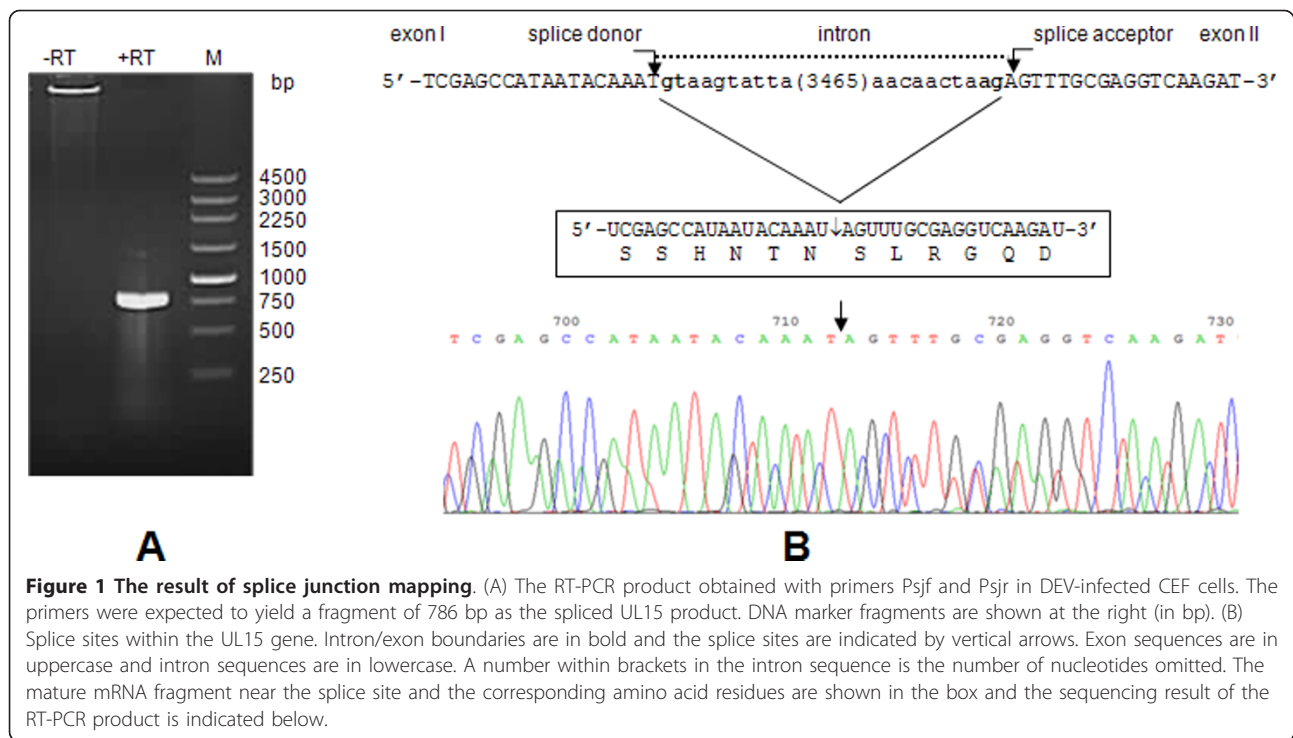 exon I splice donor intron splice acceptor exon II
-RT +RT M
bp
5’-TCGAGCCATAATACAAATgtaagtatta(3465)aacaactaagAGTTTGCGAGGTCAAGAT-3’
4500
3000
2250
1500
1000
750
500
250
5’-UCGAGCCAUAAUACAAAU↓AGUUUGCGAGGUCAAGAU-3’
S S H N T N S L R G Q D
700 710 720 730
T C G A G C C A T A A T A C A A A T A G T T T G C G A G G T C A A G A T
A
B
Figure 1 The result of splice junction mapping. (A) The RT-PCR product obtained with primers Psjf and Psjr in DEV-infected CEF cells. The
primers were expected to yield a fragment of 786 bp as the spliced UL15 product. DNA marker fragments are shown at the right (in bp). (B)
Splice sites within the UL15 gene. Intron/exon boundaries are in bold and the splice sites are indicated by vertical arrows. Exon sequences are in
uppercase and intron sequences are in lowercase. A number within brackets in the intron sequence is the number of nucleotides omitted. The
mature mRNA fragment near the splice site and the corresponding amino acid residues are shown in the box and the sequencing result of the
RT-PCR product is indicated below.